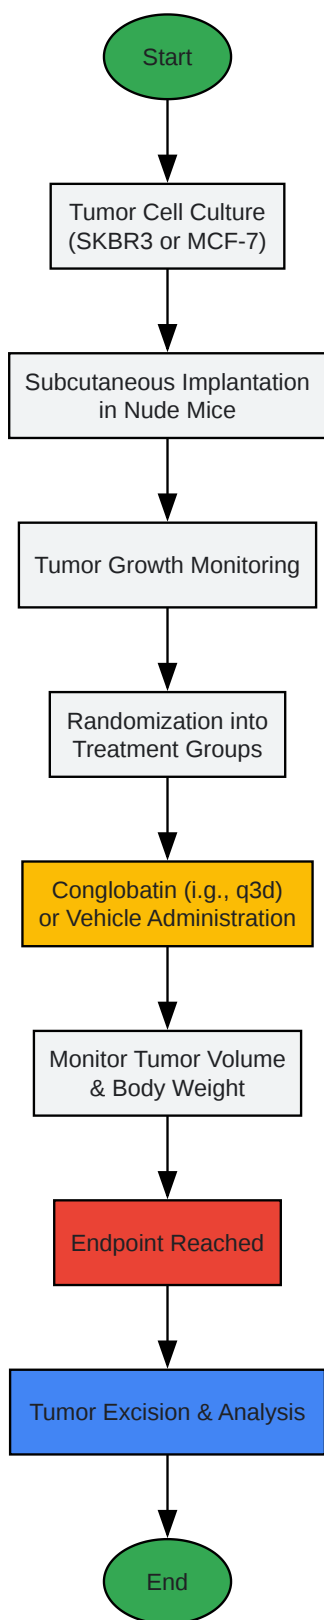 Start
Tumor Cell Culture
(SKBR3 or MCF-7)
Subcutaneous Implantation
in Nude Mice
Tumor Growth Monitoring
Randomization into
Treatment Groups
Conglobatin (i.g., q3d)
or Vehicle Administration
Monitor Tumor Volume
& Body Weight
Endpoint Reached
Tumor Excision & Analysis
End